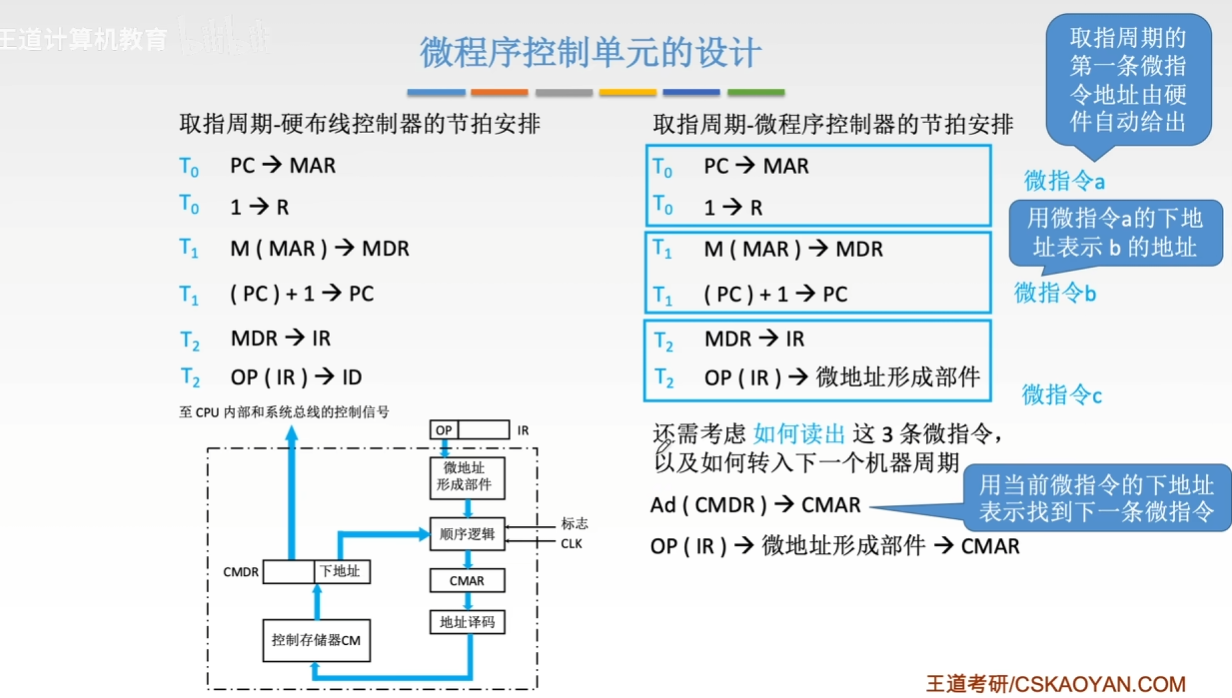 王道计算机教育
微程序控制单元的设计
取指周期的
第一条微指
令地址由硬
件自动给出
取指周期-硬布线控制器的节拍安排
T0 PC → MAR
T0 1 → R
T1 M ( MAR ) → MDR
T1 ( PC ) + 1 → PC
T2 MDR → IR
T2 OP ( IR ) → ID
取指周期-微程序控制器的节拍安排
T0 PC → MAR
T0 1 → R
微指令a
用微指令a的下地
址表示 b 的地址
T1 M ( MAR ) → MDR
T1 ( PC ) + 1 → PC
微指令b
T2 MDR → IR
T2 OP ( IR ) → 微地址形成部件
微指令c
至 CPU 内部和系统总线的控制信号
OP IR
微地址
形成部件
顺序逻辑
标志
CLK
CMDR 下地址
CMAR
地址译码
控制存储器CM
还需考虑 如何读出 这 3 条微指令，
以及如何转入下一个机器周期
Ad ( CMDR ) → CMAR
用当前微指令的下地址
表示找到下一条微指令
OP ( IR ) → 微地址形成部件 → CMAR
王道考研/CSKAOYAN.COM